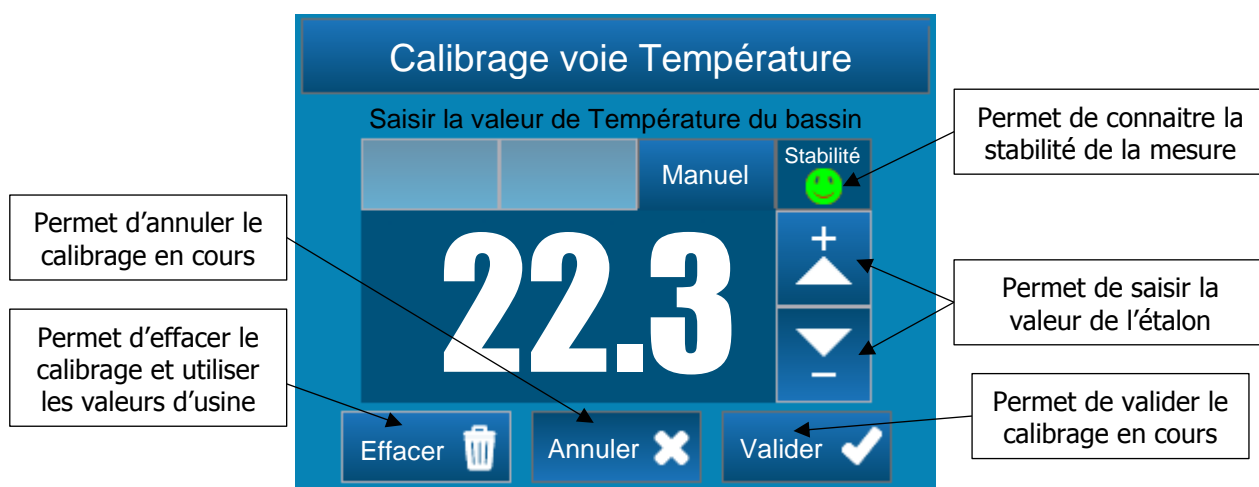 Calibrage voie Température
Saisir la valeur de Température du bassin
Manuel
Stabilité
+
22.3
–
Effacer
Annuler
Valider
Permet d’annuler le
calibrage en cours
Permet d’effacer le
calibrage et utiliser
les valeurs d’usine
Permet de connaitre la
stabilité de la mesure
Permet de saisir la
valeur de l’étalon
Permet de valider le
calibrage en cours